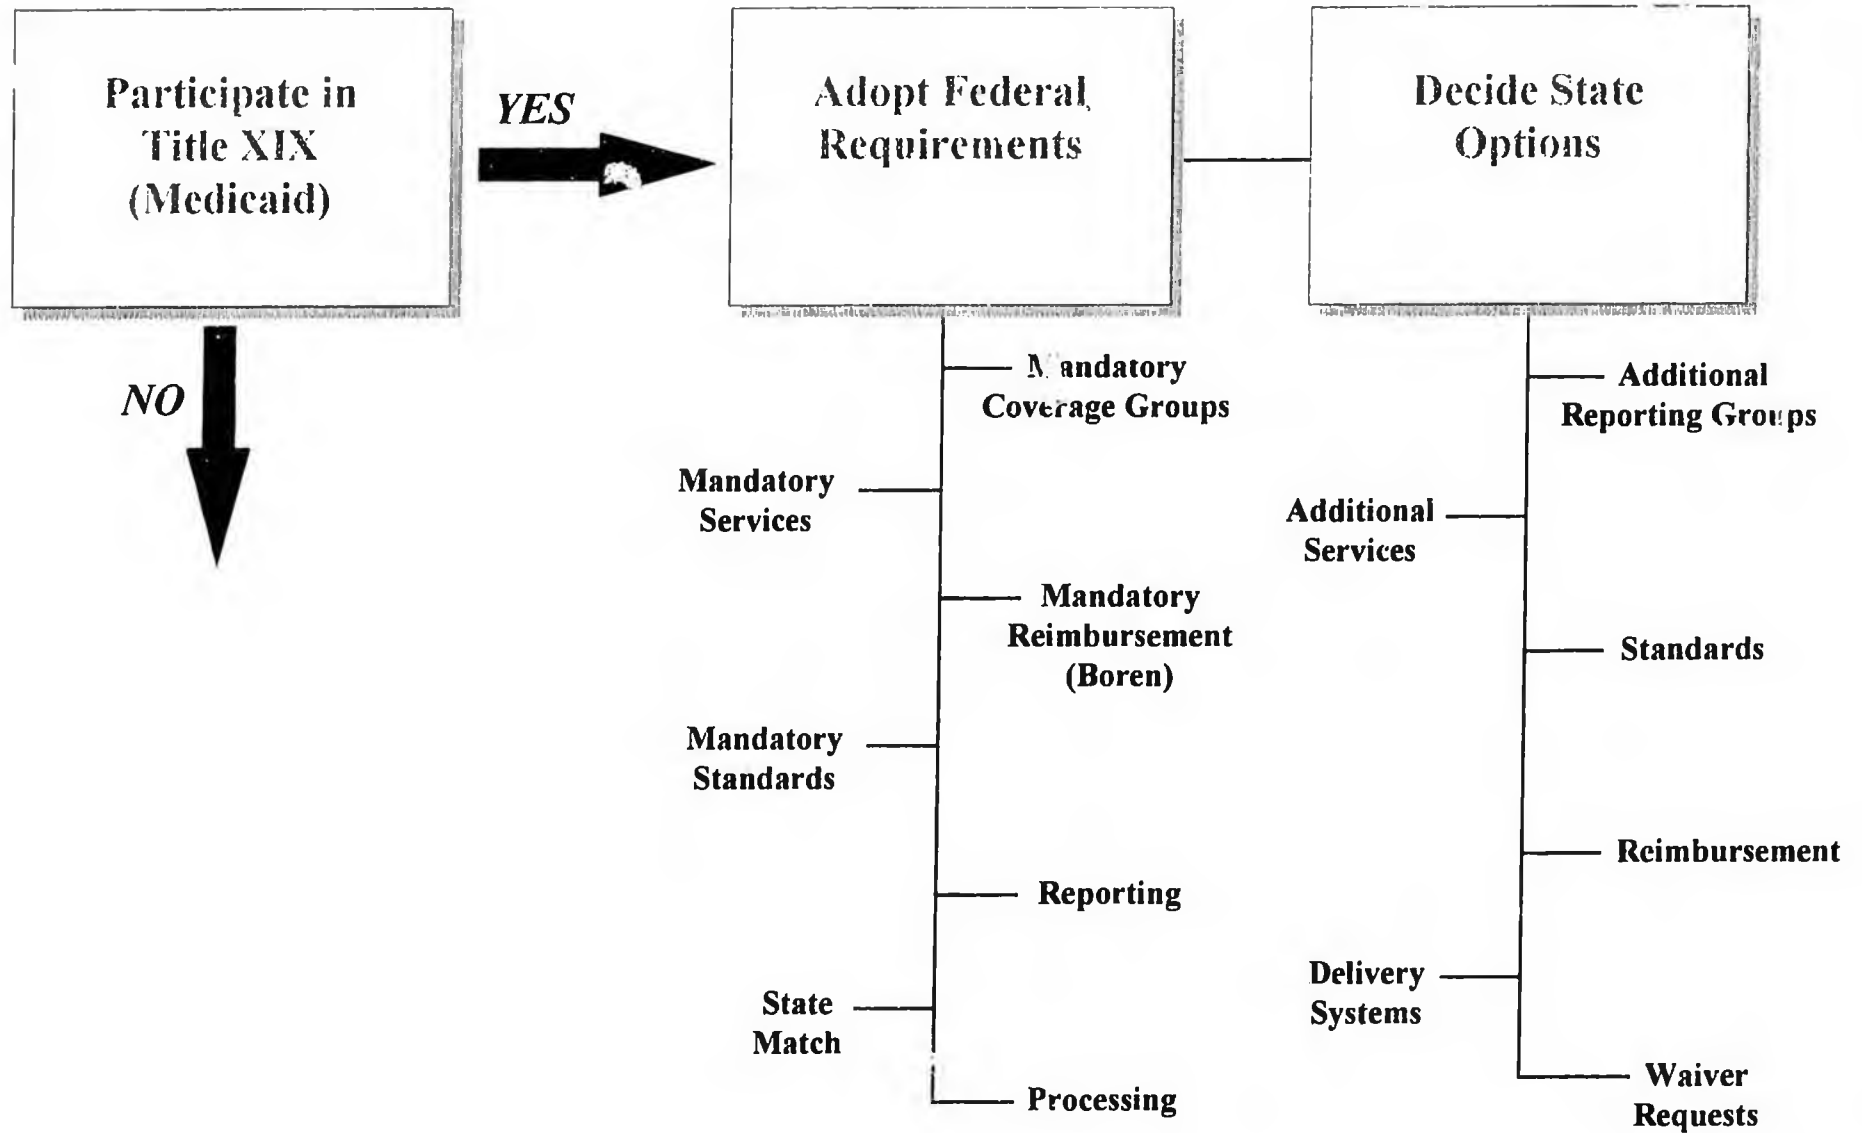 Participate in
Title XIX
(Medicaid)
YES
Adopt Federal
Requirements
Decide State
Options
NO
Mandatory
Coverage Groups
Mandatory
Services
Mandatory
Reimbursement
(Boren)
Mandatory
Standards
Reporting
State
Match
Processing
Additional
Reporting Groups
Additional
Services
Standards
Reimbursement
Delivery
Systems
Waiver
Requests